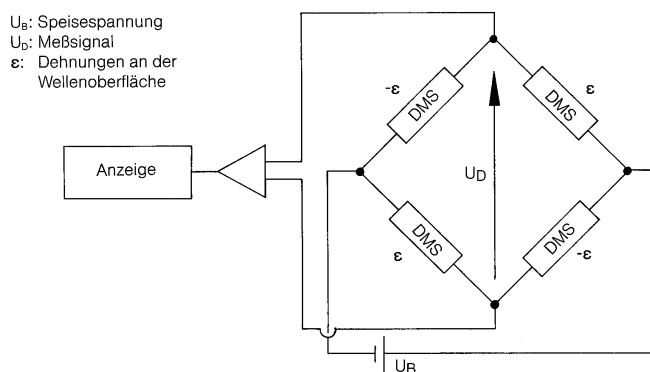 U_B: Speisespannung
U_D: Meßsignal
ε: Dehnungen an der
Wellenoberfläche
-ε
DMS
ε
DMS
Anzeige
U_D
DMS
ε
DMS
-ε
U_B